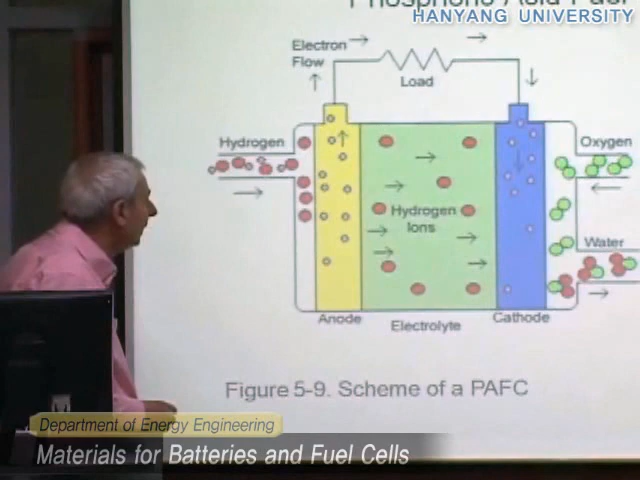 Phosphoric Acid Fuel
HANYANG UNIVERSITY
Electron
Flow
Load
Hydrogen
Oxygen
Hydrogen
Ions
Water
Anode
Electrolyte
Cathode
Figure 5-9. Scheme of a PAFC
Department of Energy Engineering
Materials for Batteries and Fuel Cells